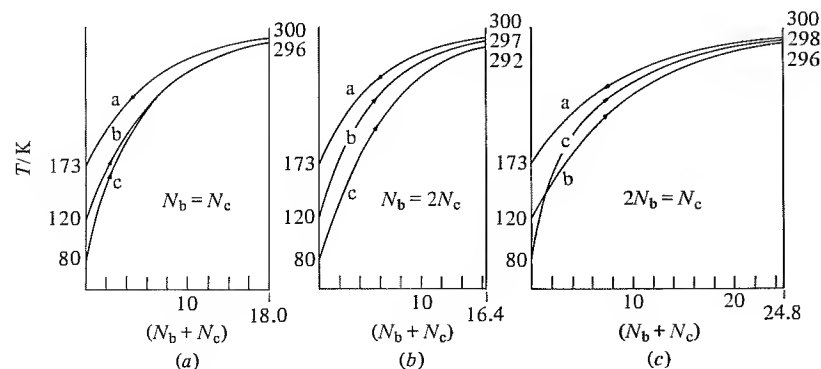 T/K
300
296
a
b
c
173
120
80
N_b = N_c
10
18.0
(N_b + N_c)
(a)
300
297
292
a
b
c
173
120
80
N_b = 2N_c
10
16.4
(N_b + N_c)
(b)
300
298
296
a
c
b
173
120
80
2N_b = N_c
10
20
24.8
(N_b + N_c)
(c)